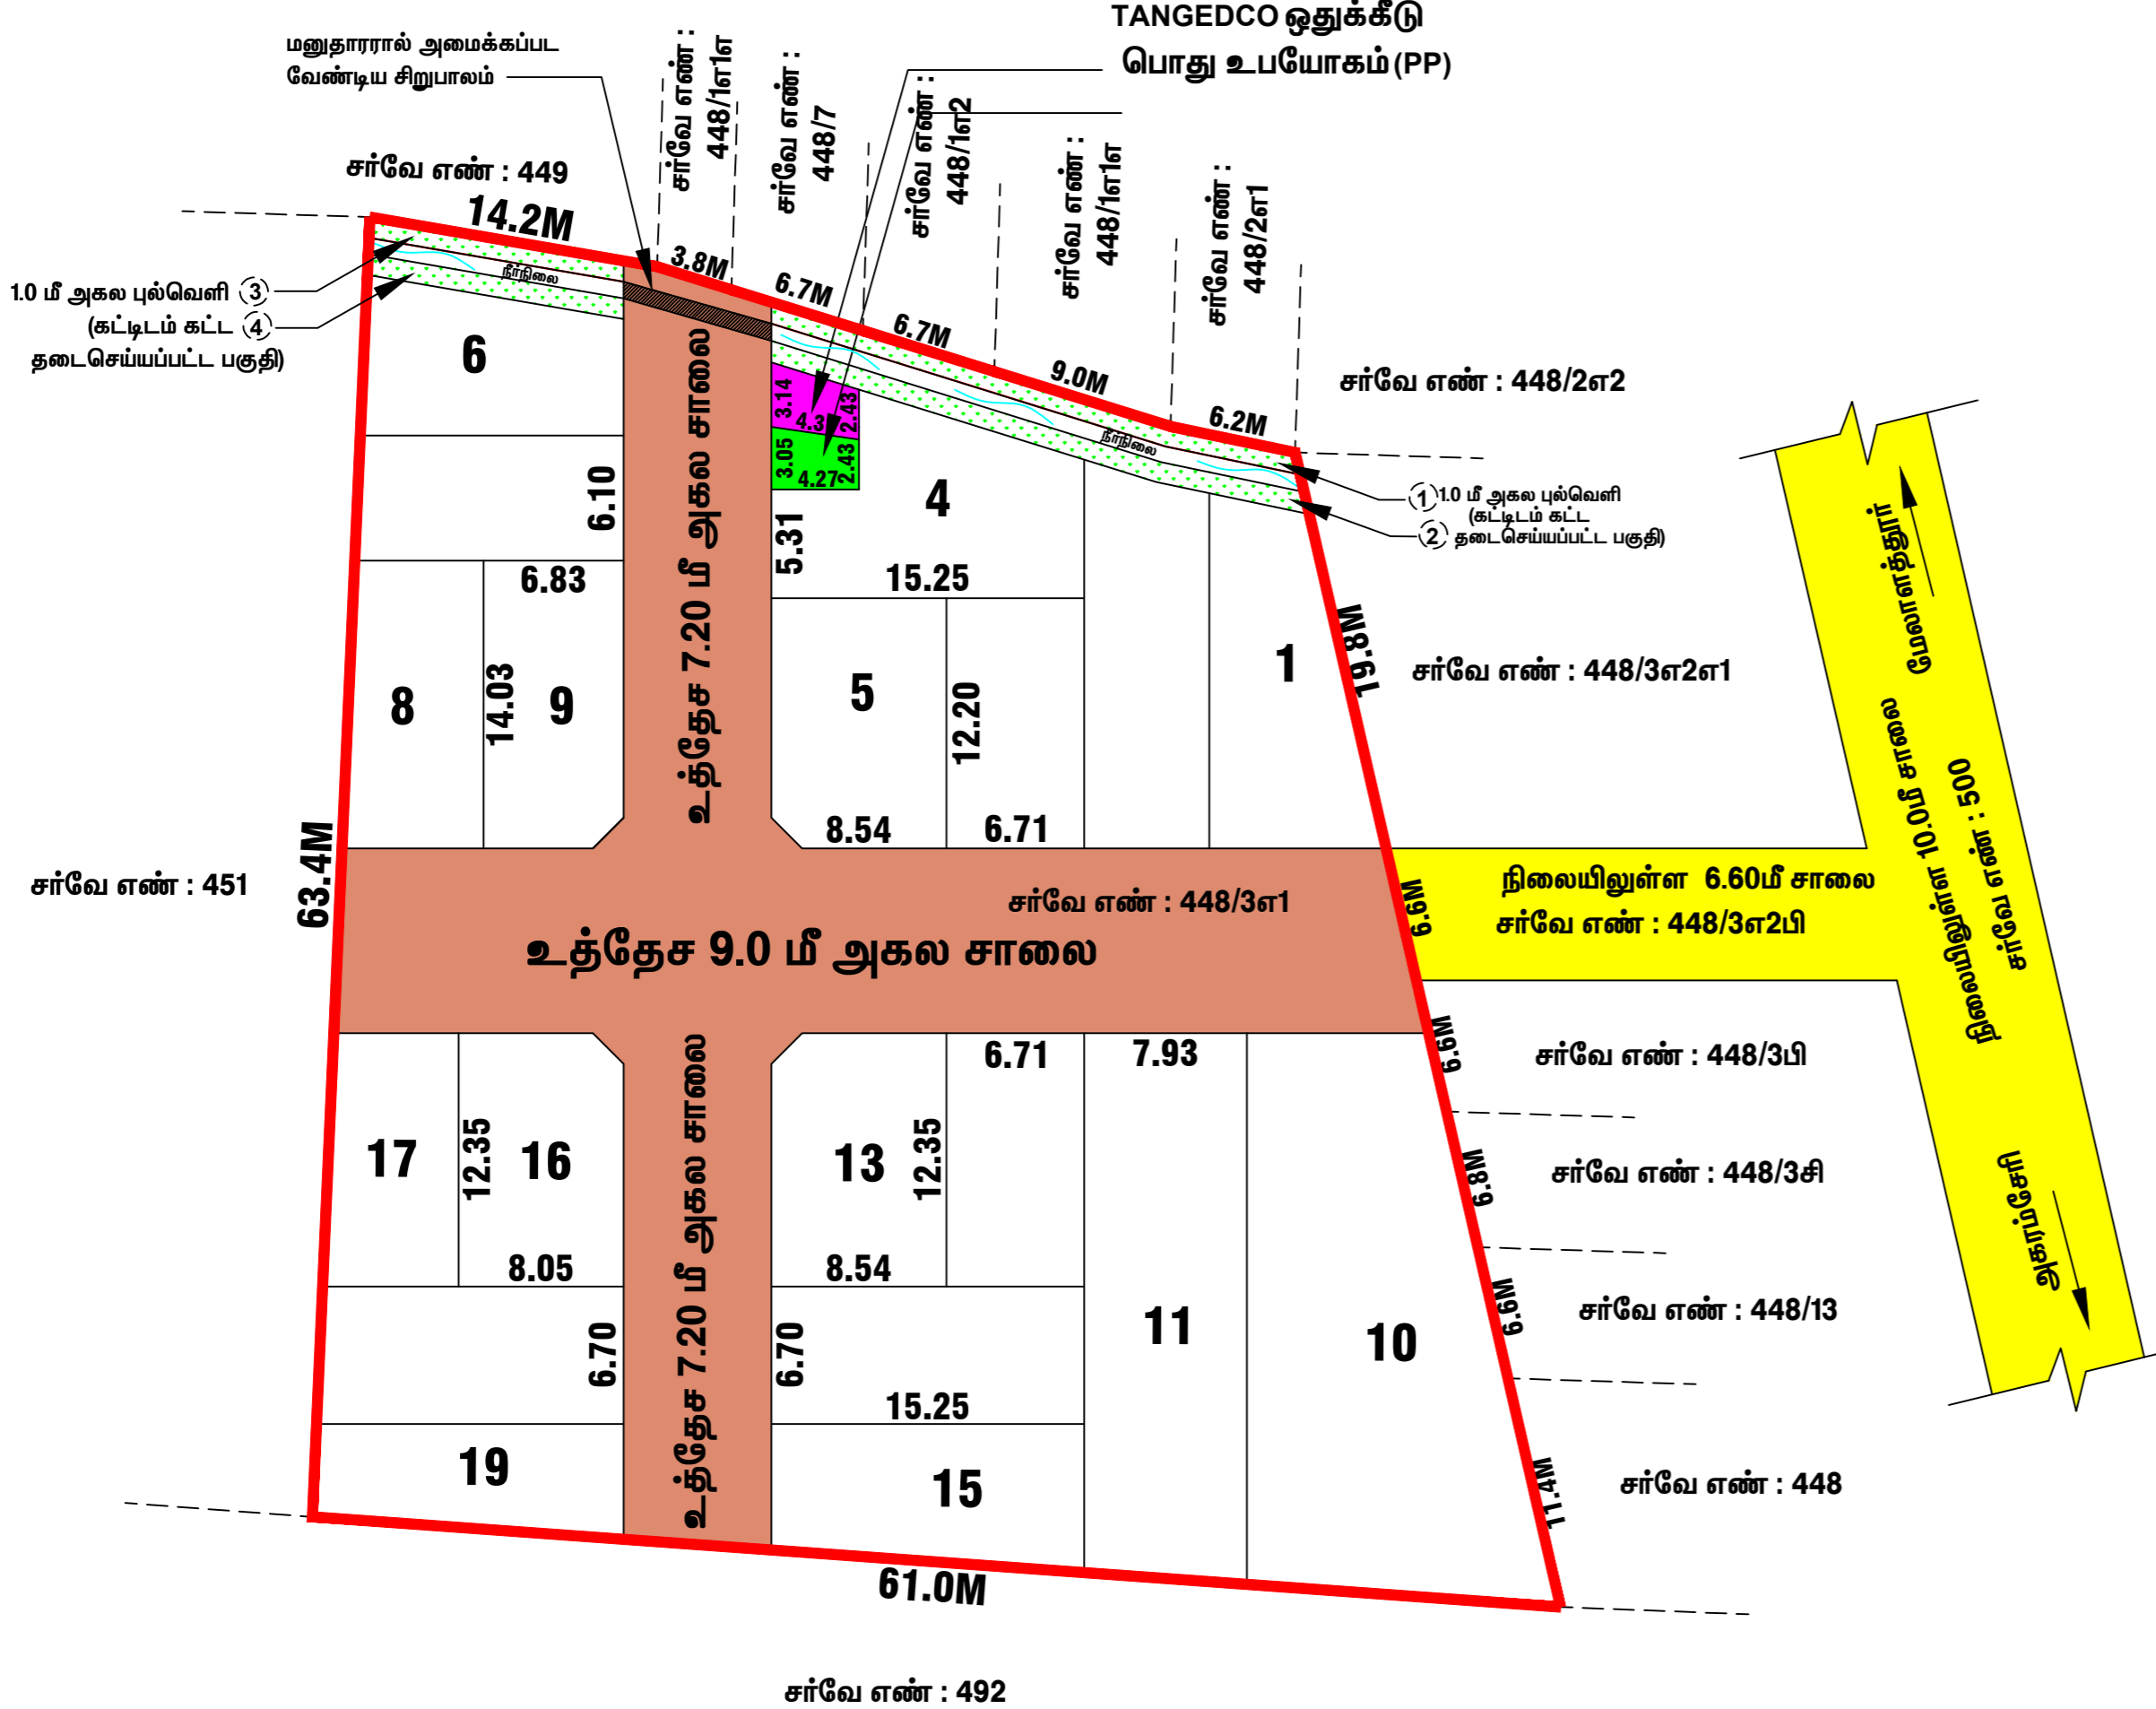 TANGEDCO ஒதுக்கீடு
பொது உபயோகம் (PP)
மனுதாரரால் அமைக்கப்பட
வேண்டிய சிறுபாலம்
சர்வே எண் :
448/1எ1எ
சர்வே எண் :
448/7
சர்வே எண் :
448/1எ2
சர்வே எண் :
448/1எ1எ
சர்வே எண் :
448/2எ1
சர்வே எண் : 449
14.2M
3.8M
6.7M
6.7M
9.0M
6.2M
சர்வே எண் : 448/2எ2
1.0 மீ அகல புல்வெளி 3
(கட்டிடம் கட்ட 4
தடைசெய்யப்பட்ட பகுதி)
நீர்நிலை
நீர்நிலை
1 1.0 மீ அகல புல்வெளி
(கட்டிடம் கட்ட
2 தடைசெய்யப்பட்ட பகுதி)
6
3.14
4.3
2.43
3.05
4.27
2.43
4
6.10
5.31
15.25
6.83
உத்தேச 7.20 மீ அகல சாலை
8
14.03
9
5
12.20
8.54
6.71
1
19.8M
சர்வே எண் : 448/3எ2எ1
பெலாளத்தூர்
நிலையிலுள்ள 10.0மீ சாலை
சர்வே எண் : 500
அகரம்சேரி
63.4M
சர்வே எண் : 451
சர்வே எண் : 448/3எ1
உத்தேச 9.0 மீ அகல சாலை
6.6M
நிலையிலுள்ள 6.60மீ சாலை
சர்வே எண் : 448/3எ2பி
6.6M
சர்வே எண் : 448/3பி
6.8M
சர்வே எண் : 448/3சி
6.6M
சர்வே எண் : 448/13
11.4M
சர்வே எண் : 448
17
12.35
16
8.05
உத்தேச 7.20 மீ அகல சாலை
13
12.35
6.71
7.93
8.54
6.70
6.70
15.25
11
10
19
15
61.0M
சர்வே எண் : 492